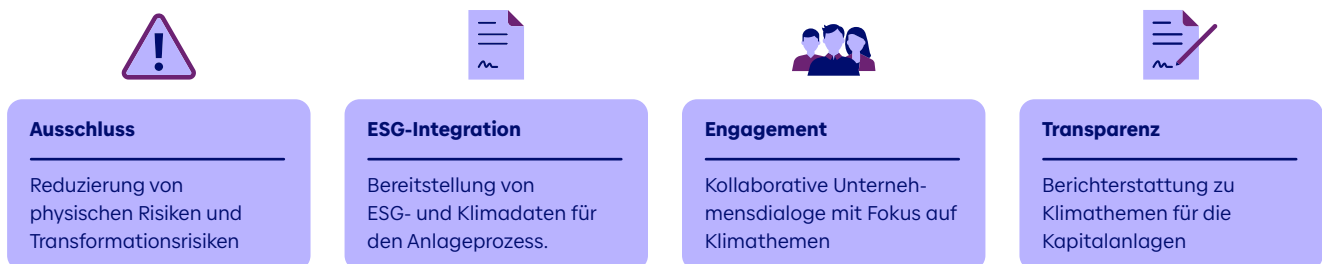 Ausschluss
Reduzierung von
physischen Risiken und
Transformationsrisiken
ESG-Integration
Bereitstellung von
ESG- und Klimadaten für
den Anlageprozess.
Engagement
Kollaborative Unterneh-
mensdialoge mit Fokus auf
Klimathemen
Transparenz
Berichterstattung zu
Klimathemen für die
Kapitalanlagen